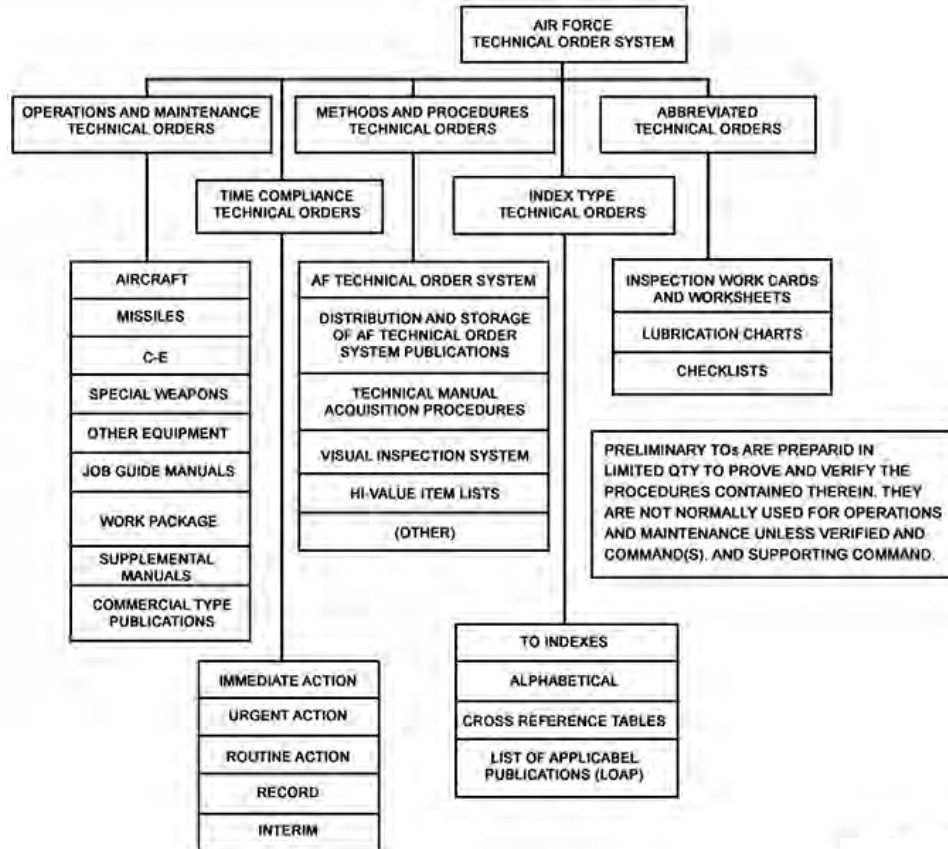 AIR FORCE
TECHNICAL ORDER SYSTEM
OPERATIONS AND MAINTENANCE
TECHNICAL ORDERS
METHODS AND PROCEDURES
TECHNICAL ORDERS
ABBREVIATED
TECHNICAL ORDERS
TIME COMPLIANCE
TECHNICAL ORDERS
INDEX TYPE
TECHNICAL ORDERS
AIRCRAFT
MISSILES
C-E
SPECIAL WEAPONS
OTHER EQUIPMENT
JOB GUIDE MANUALS
WORK PACKAGE
SUPPLEMENTAL
MANUALS
COMMERCIAL TYPE
PUBLICATIONS
AF TECHNICAL ORDER SYSTEM
DISTRIBUTION AND STORAGE
OF AF TECHNICAL ORDER
SYSTEM PUBLICATIONS
TECHNICAL MANUAL
ACQUISITION PROCEDURES
VISUAL INSPECTION SYSTEM
HI-VALUE ITEM LISTS
(OTHER)
INSPECTION WORK CARDS
AND WORKSHEETS
LUBRICATION CHARTS
CHECKLISTS
PRELIMINARY TOs ARE PREPARID IN
LIMITED QTY TO PROVE AND VERIFY THE
PROCEDURES CONTAINED THEREIN. THEY
ARE NOT NORMALLY USED FOR OPERATIONS
AND MAINTENANCE UNLESS VERIFIED AND
COMMAND(S). AND SUPPORTING COMMAND.
IMMEDIATE ACTION
URGENT ACTION
ROUTINE ACTION
RECORD
INTERIM
TO INDEXES
ALPHABETICAL
CROSS REFERENCE TABLES
LIST OF APPLICABEL
PUBLICATIONS (LOAP)